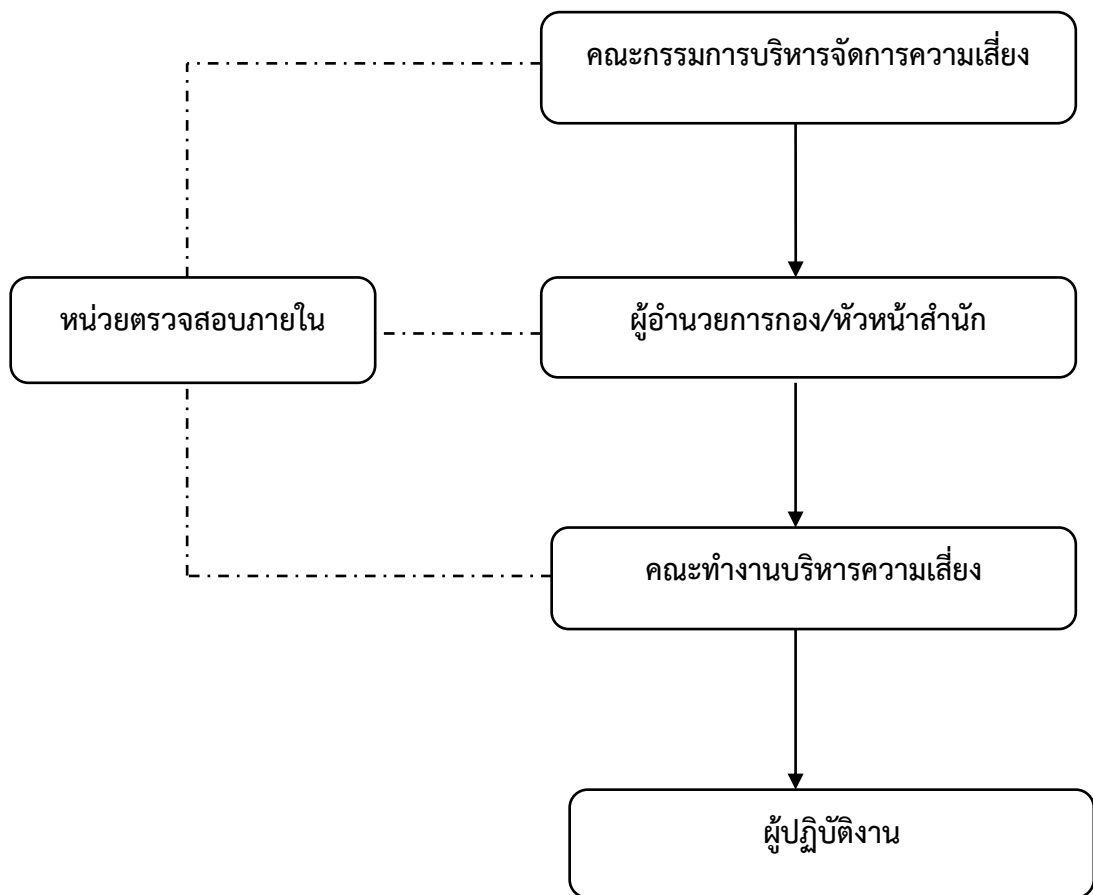 คณะกรรมการบริหารจัดการความเสี่ยง
หน่วยตรวจสอบภายใน
ผู้อำนวยการกอง/หัวหน้าสำนัก
คณะทำงานบริหารความเสี่ยง
ผู้ปฏิบัติงาน